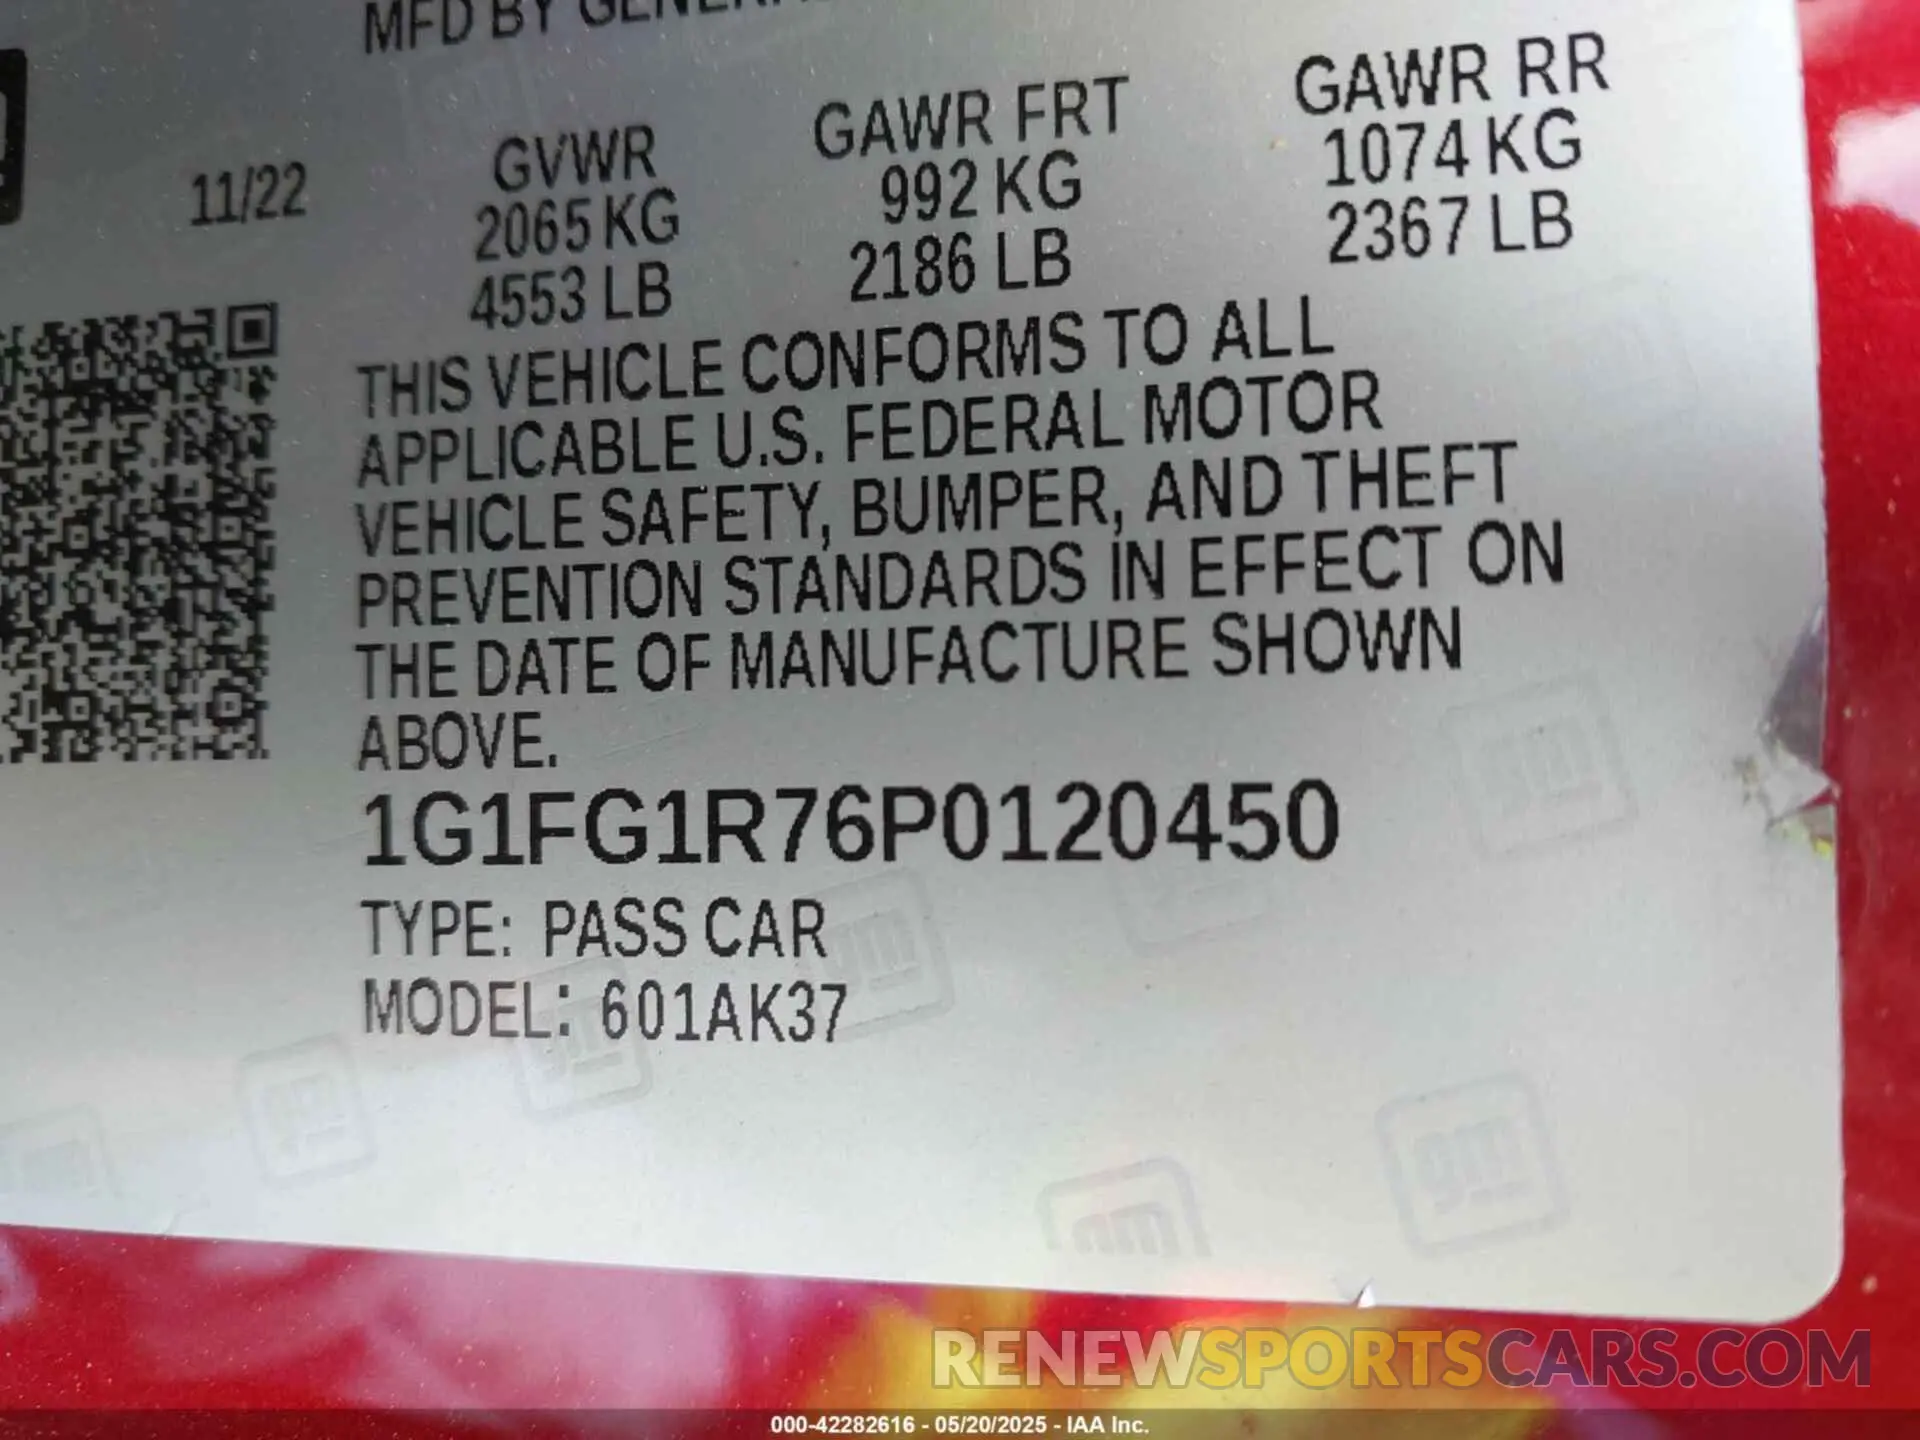 MFD BY
GVWR GAWR FRT GAWR RR
11/22 2065 KG 992 KG 1074 KG
4553 LB 2186 LB 2367 LB
THIS VEHICLE CONFORMS TO ALL
APPLICABLE U.S. FEDERAL MOTOR
VEHICLE SAFETY, BUMPER, AND THEFT
PREVENTION STANDARDS IN EFFECT ON
THE DATE OF MANUFACTURE SHOWN
ABOVE.
1G1FG1R76P0120450
TYPE: PASS CAR
MODEL: 601AK37
gm
gm
gm
RENEWSPORTSCARS.COM
000-42282616 - 05/20/2025 - IAA Inc.